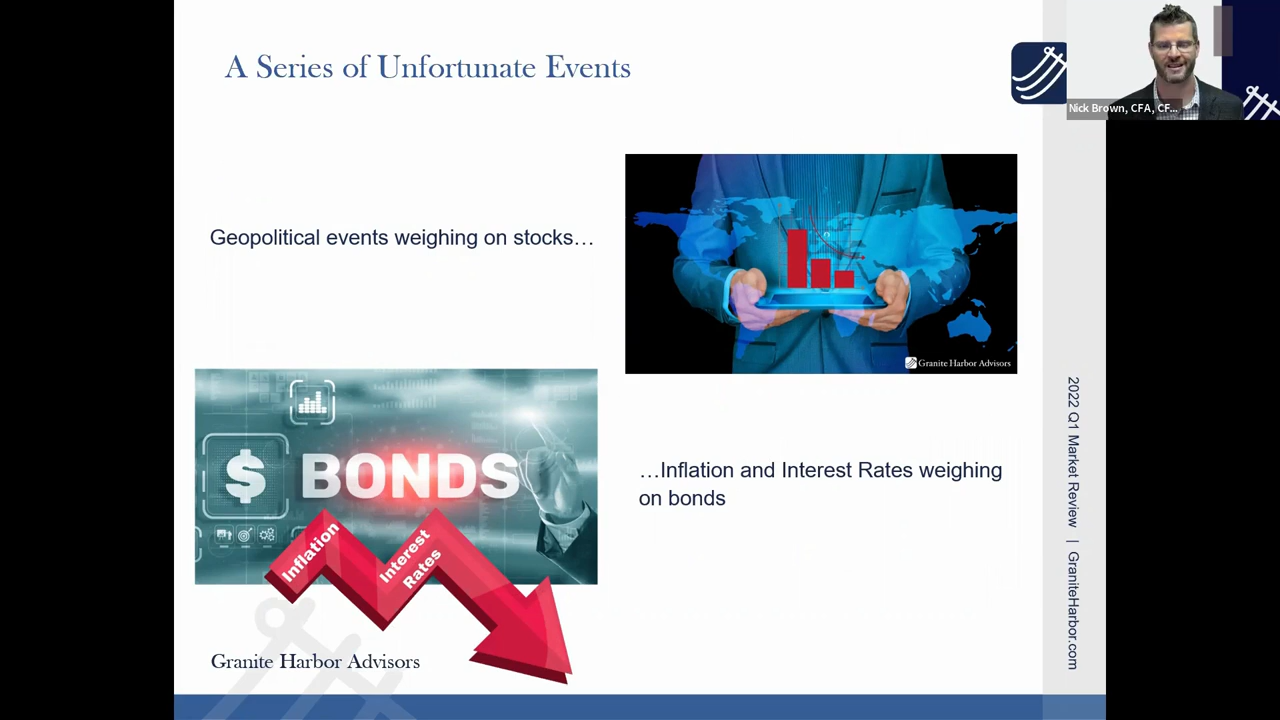 A Series of Unfortunate Events
Nick Brown, CFA, CF...
Geopolitical events weighing on stocks…
Granite Harbor Advisors
$ BONDS
Inflation
Interest
Rates
…Inflation and Interest Rates weighing
on bonds
Granite Harbor Advisors
2022 Q1 Market Review | GraniteHarbor.com